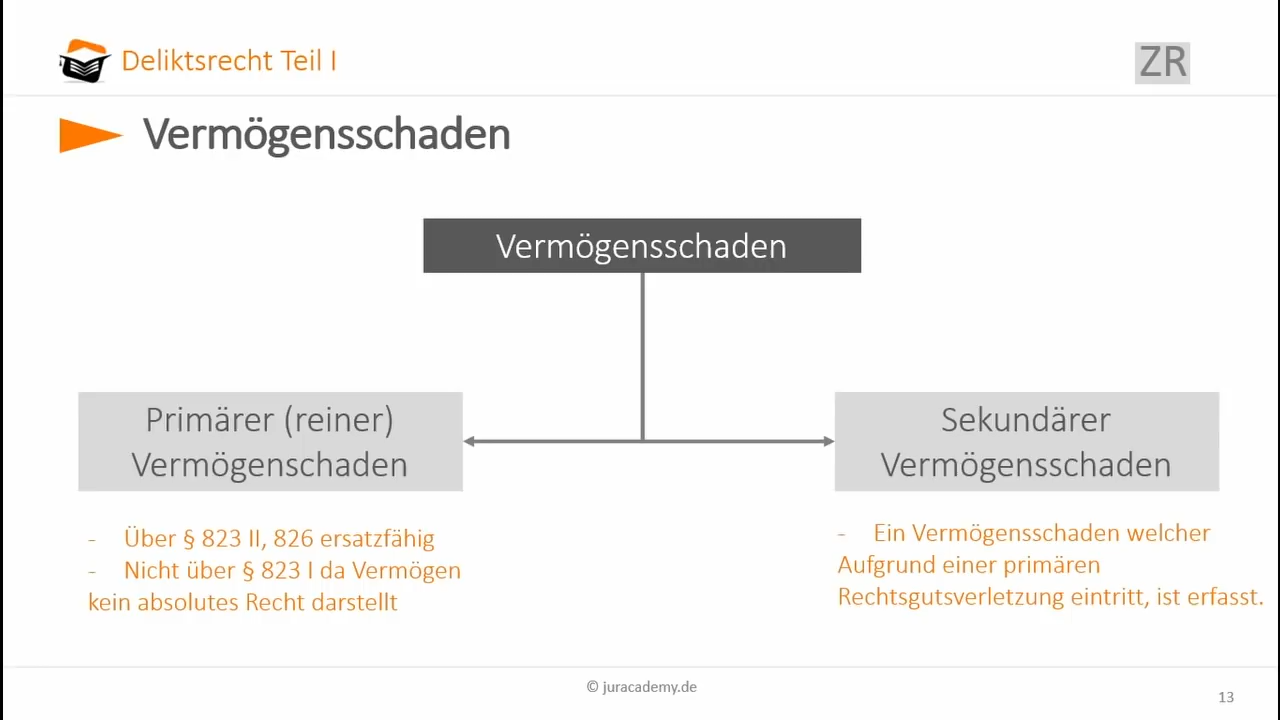 Deliktsrecht Teil I
ZR
Vermögensschaden
Vermögensschaden
Primärer (reiner)
Vermögenschaden
- Über § 823 II, 826 ersatzfähig
- Nicht über § 823 I da Vermögen
kein absolutes Recht darstellt
Sekundärer
Vermögensschaden
- Ein Vermögensschaden welcher
Aufgrund einer primären
Rechtsgutsverletzung eintritt, ist erfasst.
© juracademy.de
13